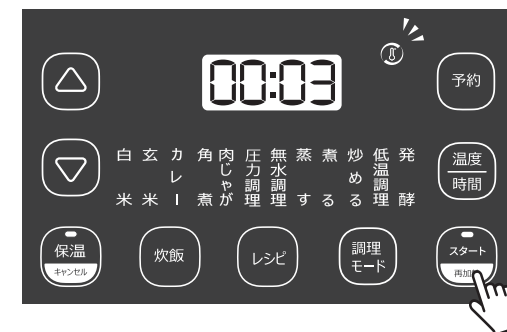 00:03
予約
白米
玄米
カレー
角煮
肉じゃが
圧力調理
無水調理
蒸す
煮る
炒める
低温調理
発酵
温度
時間
保温
キャンセル
炊飯
レシピ
調理
モード
スタート
再加